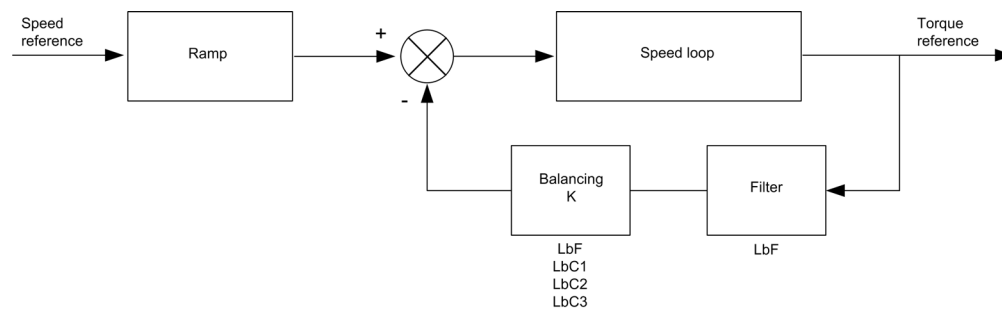 Speed
reference
Ramp
+
-
Speed loop
Torque
reference
Balancing
K
LbF
LbC1
LbC2
LbC3
Filter
LbF